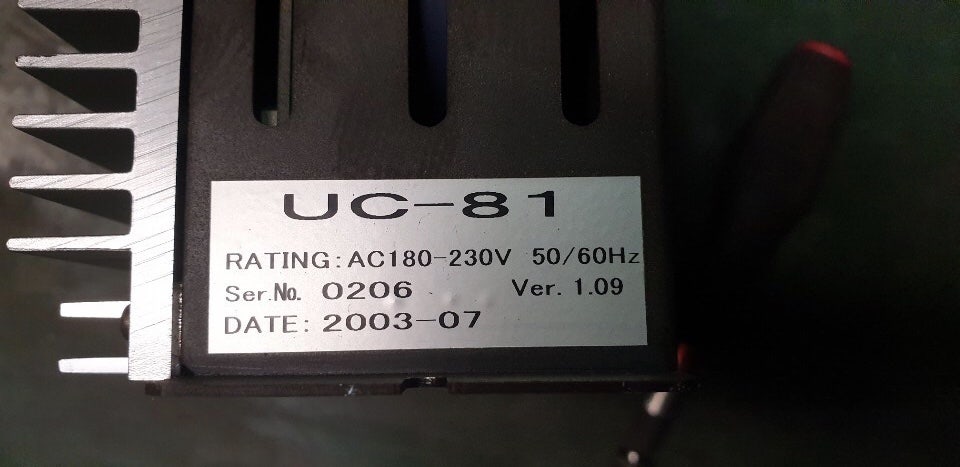 UC-81
RATING: AC180-230V 50/60Hz
Ser.No. 0206 Ver. 1.09
DATE: 2003-07